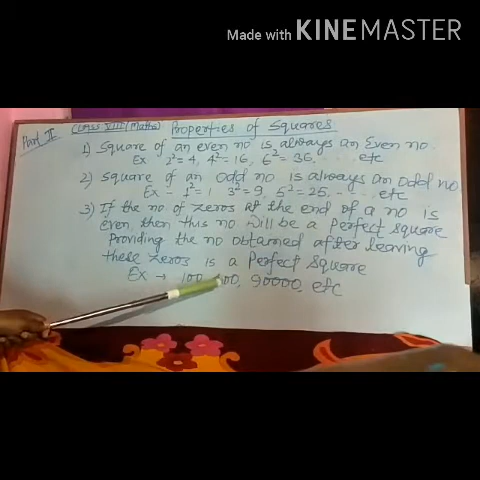 Made with KINEMASTER
Part II
Class VIII (Maths) Properties of Squares
1) Square of an even no is always an Even no.
Ex 2² = 4, 4² = 16, 6² = 36. . . . . etc
2) Square of an odd no is always an odd no
Ex - 1² = 1 3² = 9, 5² = 25, . . . . etc
3) If the no of zeros at the end of a no is
even then this no will be a Perfect Square
Providing the no obtained after leaving
these zeros is a Perfect Square
Ex → 100, 00, 90000, etc